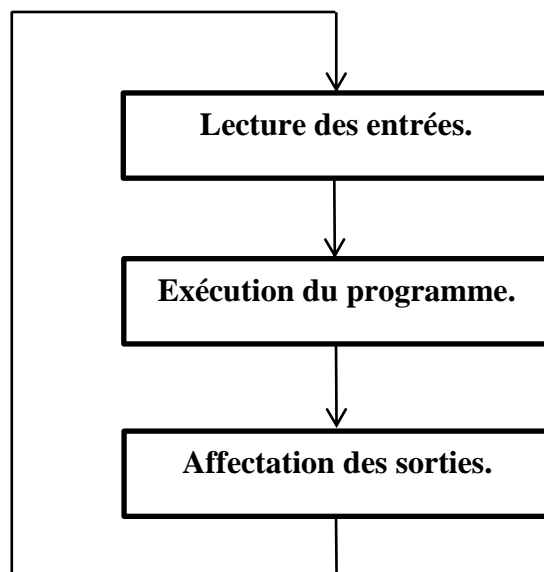 Lecture des entrées.
Exécution du programme.
Affectation des sorties.